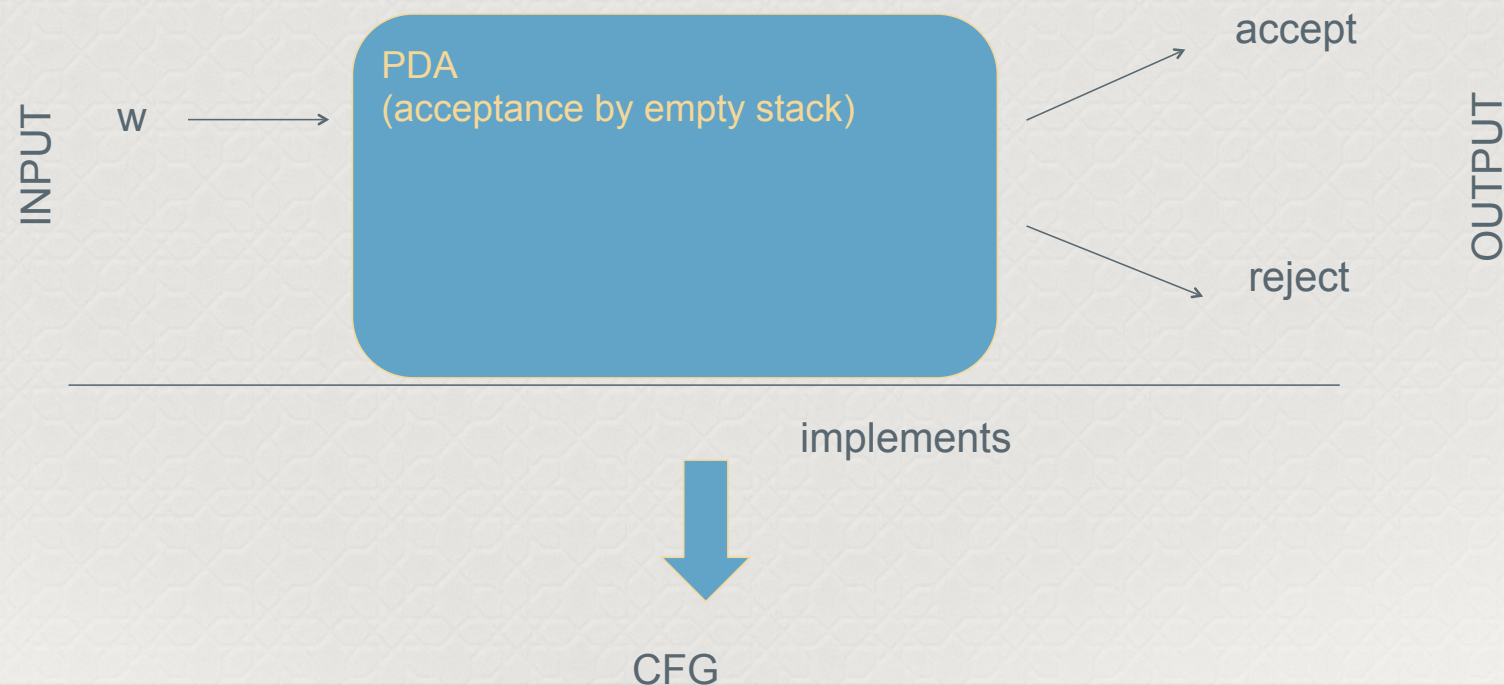 INPUT
w
PDA
(acceptance by empty stack)
accept
reject
OUTPUT
implements
CFG